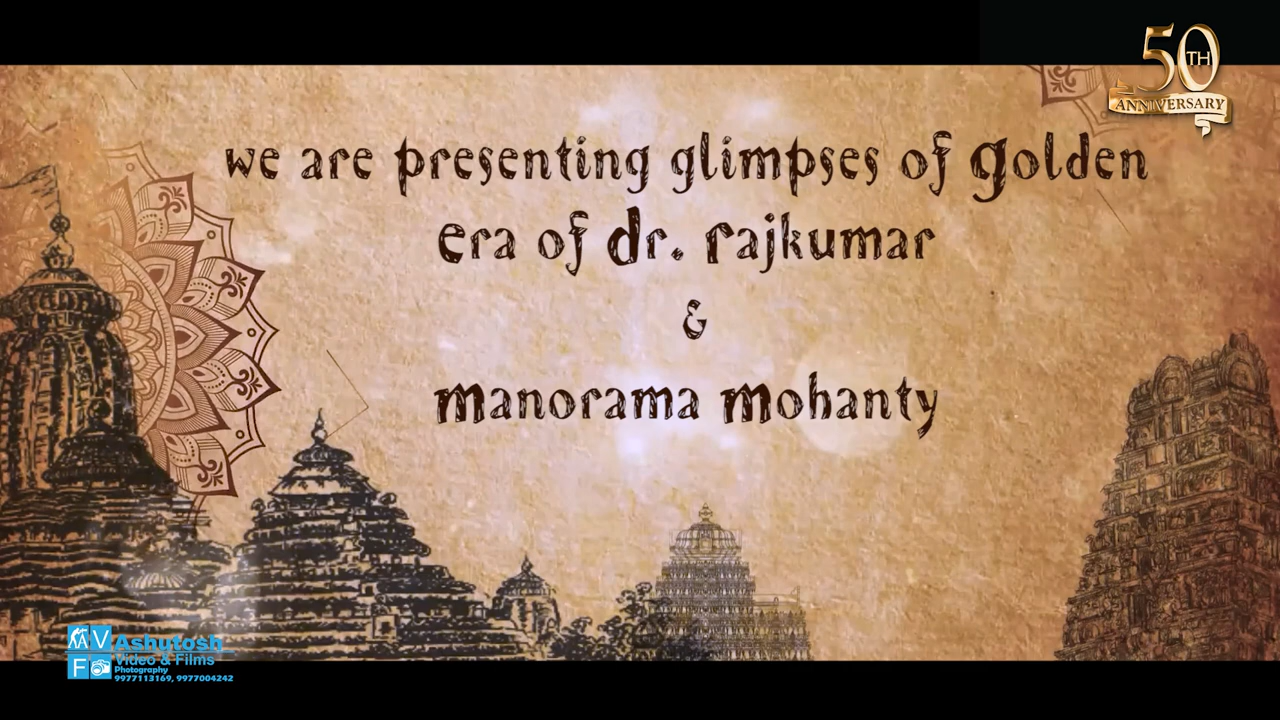 50TH
ANNIVERSARY
we are presenting glimpses of golden
Era of dr. rajkumar
&
manorama mohanty
AV Ashutosh
F Video & Films
Photography
9977113169, 9977004242